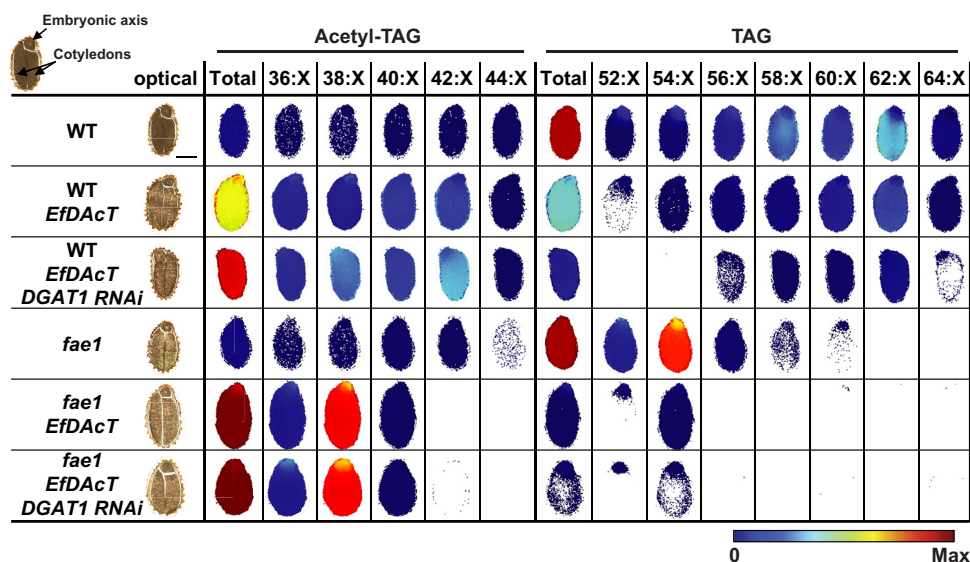 Embryonic axis
Cotyledons
Acetyl-TAG TAG
optical Total 36:X 38:X 40:X 42:X 44:X Total 52:X 54:X 56:X 58:X 60:X 62:X 64:X
WT
WT
EfDAcT
WT
EfDAcT
DGAT1 RNAi
fae1
fae1
EfDAcT
fae1
EfDAcT
DGAT1 RNAi
0 Max